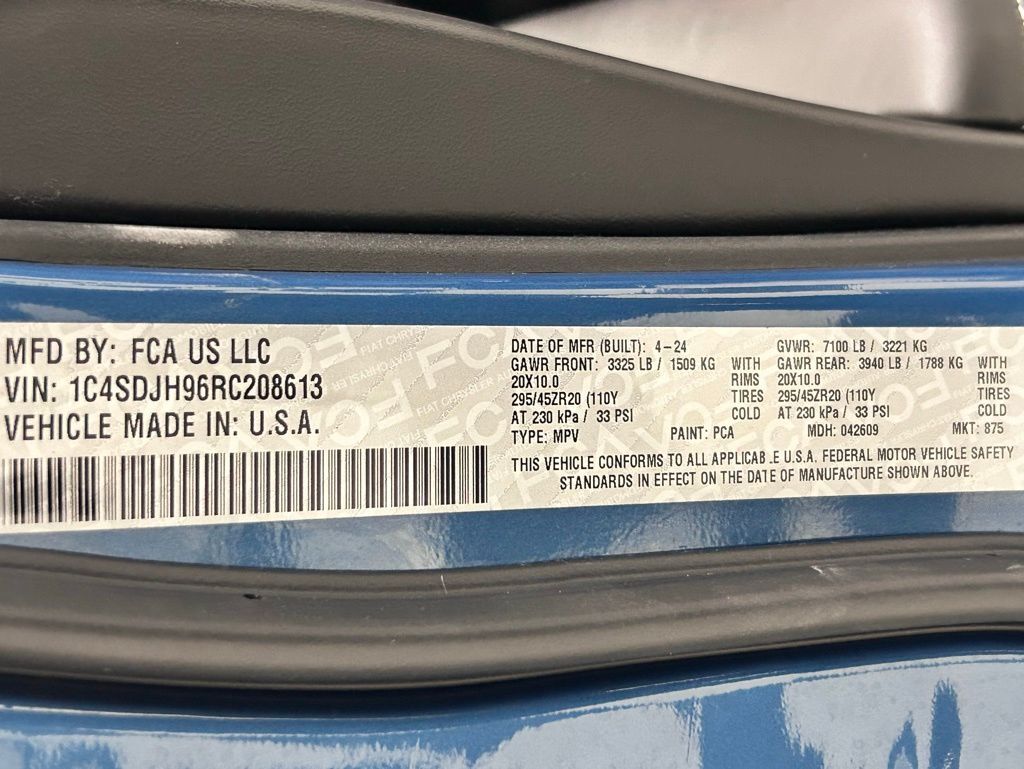 MFD BY: FCA US LLC
VIN: 1C4SDJH96RC208613
VEHICLE MADE IN: U.S.A.
DATE OF MFR (BUILT): 4-24 GVWR: 7100 LB / 3221 KG
GAWR FRONT: 3325 LB / 1509 KG WITH GAWR REAR: 3940 LB / 1788 KG WITH
20X10.0 RIMS 20X10.0 RIMS
295/45ZR20 (110Y TIRES 295/45ZR20 (110Y TIRES
AT 230 kPa / 33 PSI COLD AT 230 kPa / 33 PSI COLD
TYPE: MPV PAINT: PCA MDH: 042609 MKT: 875
THIS VEHICLE CONFORMS TO ALL APPLICAB.E U.S.A. FEDERAL MOTOR VEHICLE SAFETY
STANDARDS IN EFFECT ON THE DATE OF MANUFACTURE SHOWN ABOVE.